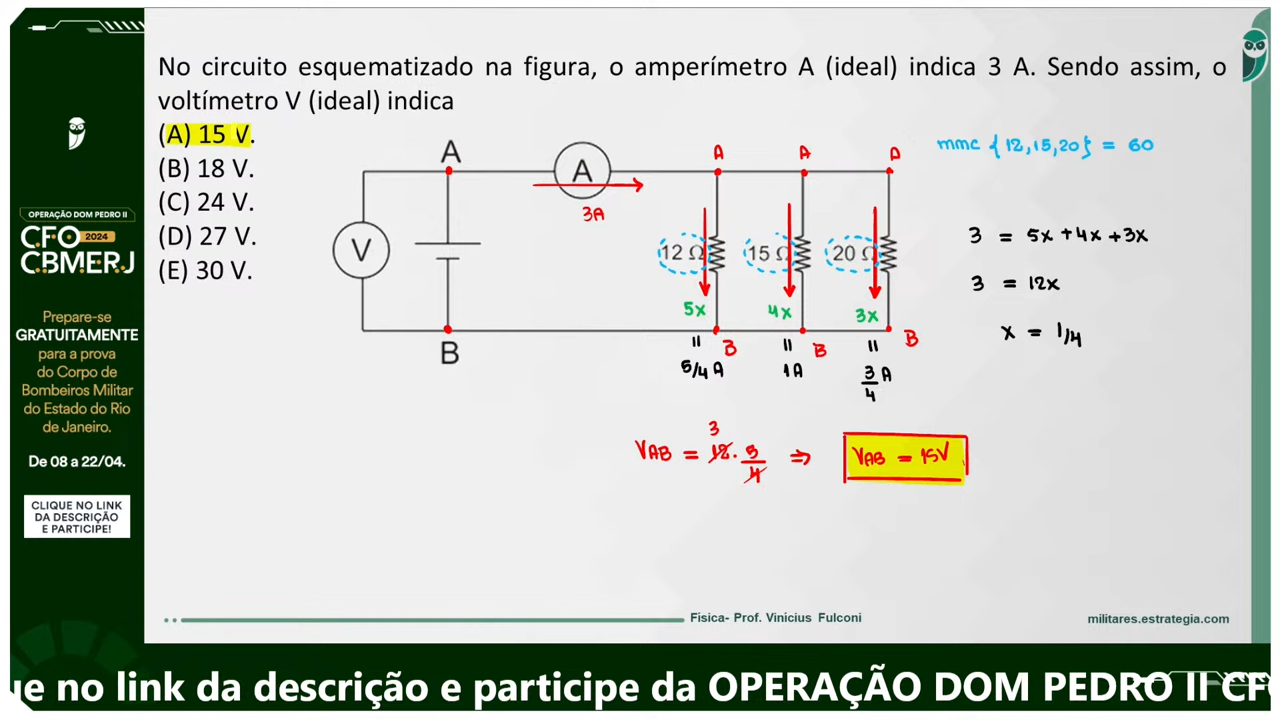 No circuito esquematizado na figura, o amperímetro A (ideal) indica 3 A. Sendo assim, o
voltímetro V (ideal) indica
(A) 15 V.
(B) 18 V.
(C) 24 V.
(D) 27 V.
(E) 30 V.
A
A
3A
V
B
A
A
A
12 Ω
15 Ω
20 Ω
5x
4x
3x
B
B
B
=
=
=
5/4 A
1A
3/4 A
mmc {12,15,20} = 60
3 = 5x + 4x + 3x
3 = 12x
x = 1/4
3
VAB = 12 . 5/4 ⇒ VAB = 15V
OPERAÇÃO DOM PEDRO II
CFO 2024
CBMERJ
Prepare-se
GRATUITAMENTE
para a prova
do Corpo de
Bombeiros Militar
do Estado do Rio
de Janeiro.
De 08 a 22/04.
CLIQUE NO LINK
DA DESCRIÇÃO
E PARTICIPE!
Física- Prof. Vinícius Fulconi
militares.estrategia.com
ue no link da descrição e participe da OPERAÇÃO DOM PEDRO II CF